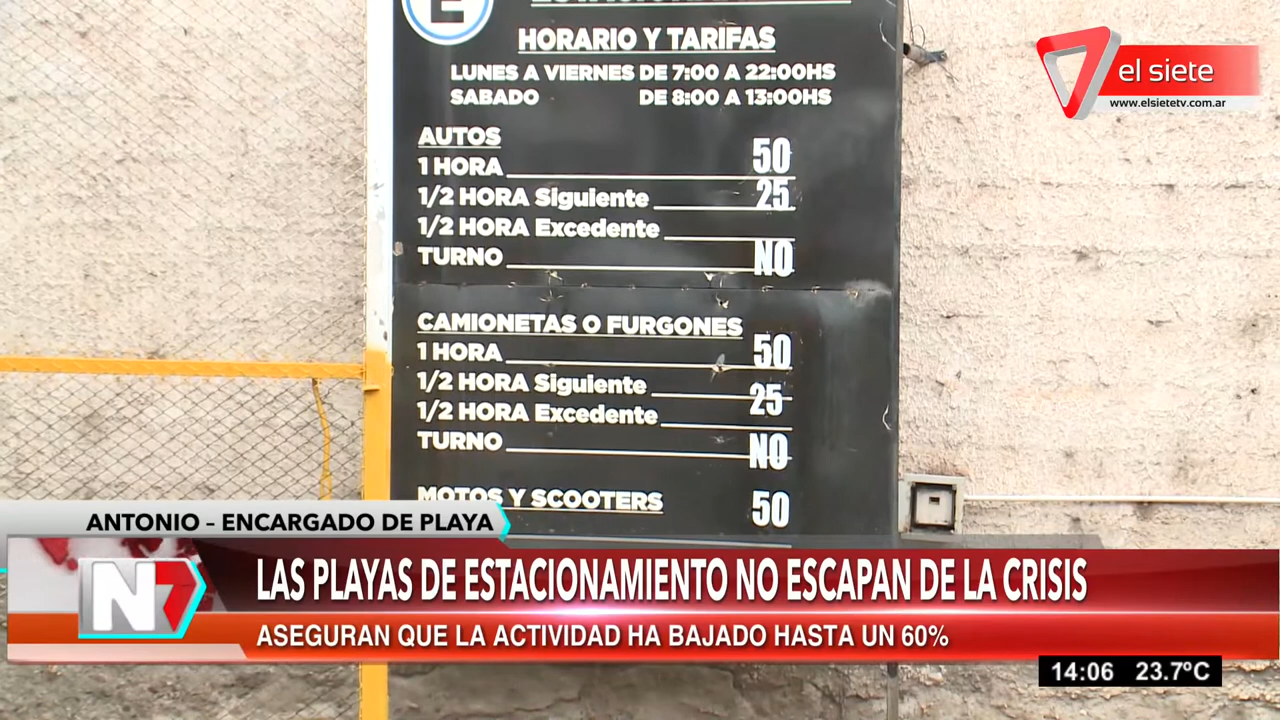 E
HORARIO Y TARIFAS
LUNES A VIERNES DE 7:00 A 22:00HS
SABADO DE 8:00 A 13:00HS
AUTOS
1 HORA 50
1/2 HORA Siguiente 25
1/2 HORA Excedente
TURNO NO
CAMIONETAS O FURGONES
1 HORA 50
1/2 HORA Siguiente 25
1/2 HORA Excedente
TURNO NO
MOTOS Y SCOOTERS 50
7 el siete
www.elsietetv.com.ar
ANTONIO - ENCARGADO DE PLAYA
N7
LAS PLAYAS DE ESTACIONAMIENTO NO ESCAPAN DE LA CRISIS
ASEGURAN QUE LA ACTIVIDAD HA BAJADO HASTA UN 60%
14:06 23.7ºC